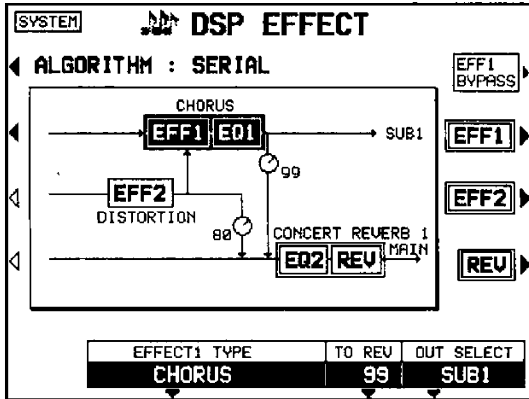 SYSTEM
DSP EFFECT
ALGORITHM : SERIAL
EFF1
BYPASS
CHORUS
EFF1 EQ1
SUB1
EFF1
99
EFF2
EFF2
DISTORTION
80
CONCERT REVERB 1
EQ2 REV MAIN
REV
EFFECT1 TYPE TO REV OUT SELECT
CHORUS 99 SUB1